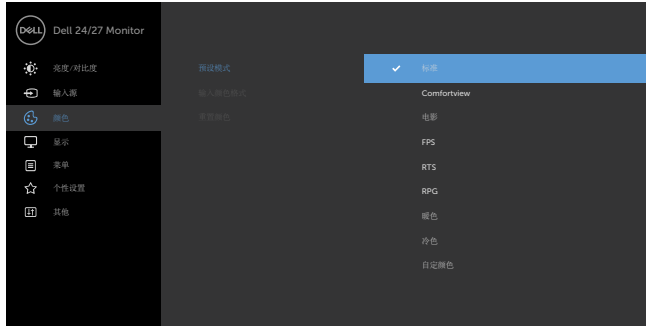 DELL Dell 24/27 Monitor
亮度/对比度
输入源
颜色
显示
菜单
个性设置
其他
预设模式
输入颜色格式
重置颜色
标准
Comfortview
电影
FPS
RTS
RPG
暖色
冷色
自定颜色